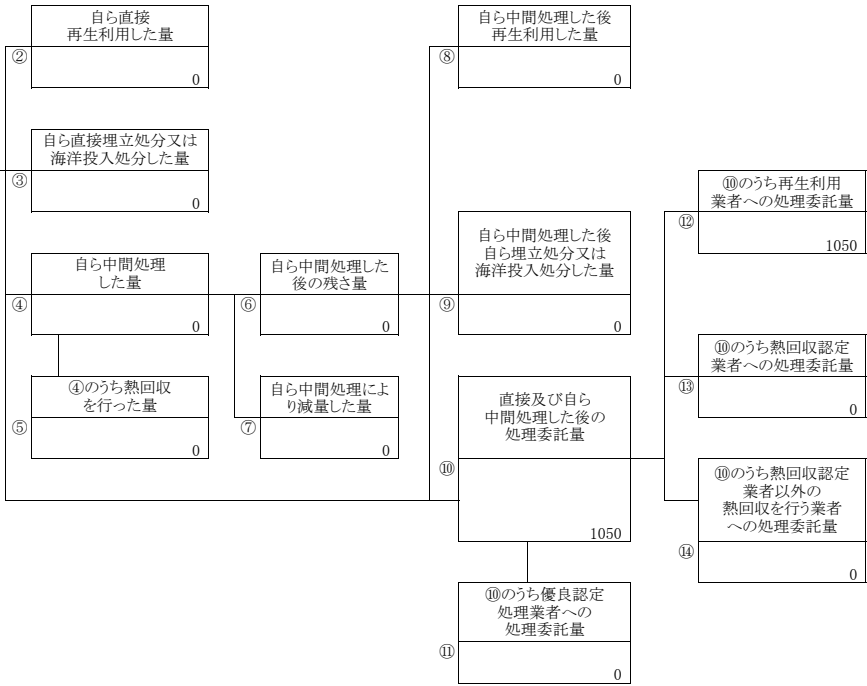 自ら直接
再生利用した量
②
0
自ら直接埋立処分又は
海洋投入処分した量
③
0
自ら中間処理
した量
④
0
④のうち熱回収
を行った量
⑤
0
自ら中間処理した
後の残さ量
⑥
0
自ら中間処理によ
り減量した量
⑦
0
自ら中間処理した後
再生利用した量
⑧
0
自ら中間処理した後
自ら埋立処分又は
海洋投入処分した量
⑨
0
直接及び自ら
中間処理した後の
処理委託量
⑩
1050
⑩のうち優良認定
処理業者への
処理委託量
⑪
0
⑩のうち再生利用
業者への処理委託量
⑫
1050
⑩のうち熱回収認定
業者への処理委託量
⑬
0
⑩のうち熱回収認定
業者以外の
熱回収を行う業者
への処理委託量
⑭
0